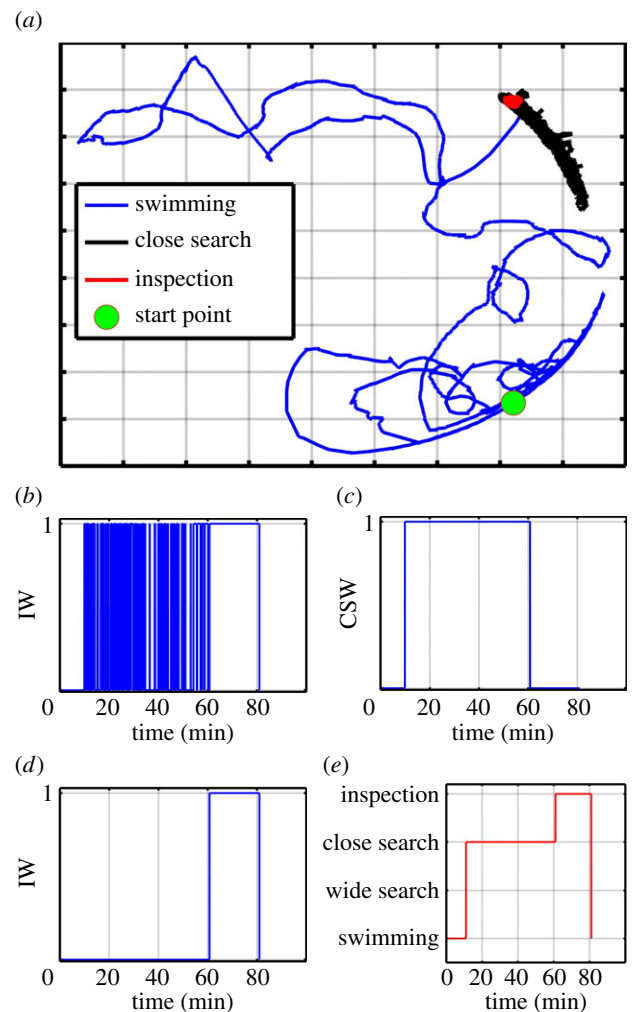 (a)
swimming
close search
inspection
start point
(b)
1
IW
0 20 40 60 80
time (min)
(c)
1
CSW
0 20 40 60 80
time (min)
(d)
1
IW
0 20 40 60 80
time (min)
(e)
inspection
close search
wide search
swimming
0 20 40 60 80
time (min)